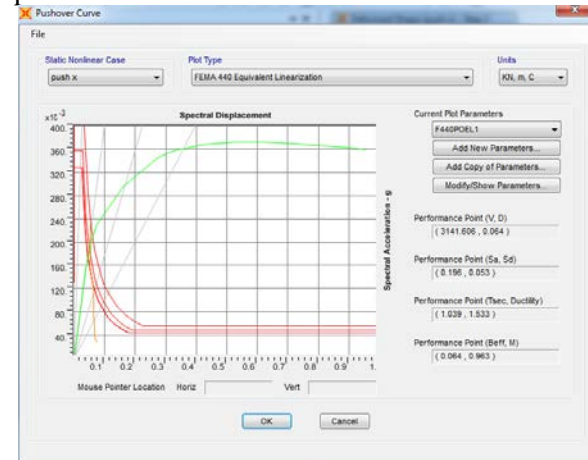 Pushover Curve
File
Static Nonlinear Case
Plot Type
Units
push x
FEMA 440 Equivalent Linearization
KN, m, C
x10 -3
Spectral Displacement
Current Plot Parameters
400.
F440POEL1
360.
Add New Parameters...
320.
Add Copy of Parameters...
280.
Modify/Show Parameters...
240.
Spectral Acceleration - g
Performance Point (V, D)
200.
( 3141.606 , 0.064 )
160.
Performance Point (Sa, Sd)
( 0.196 , 0.053 )
120.
Performance Point (Tsec, Ductility)
80.
( 1.039 , 1.533 )
40.
Performance Point (Beff, M)
( 0.064 , 0.963 )
0.1 0.2 0.3 0.4 0.5 0.6 0.7 0.8 0.9 1.
Mouse Pointer Location Horiz Vert
OK Cancel